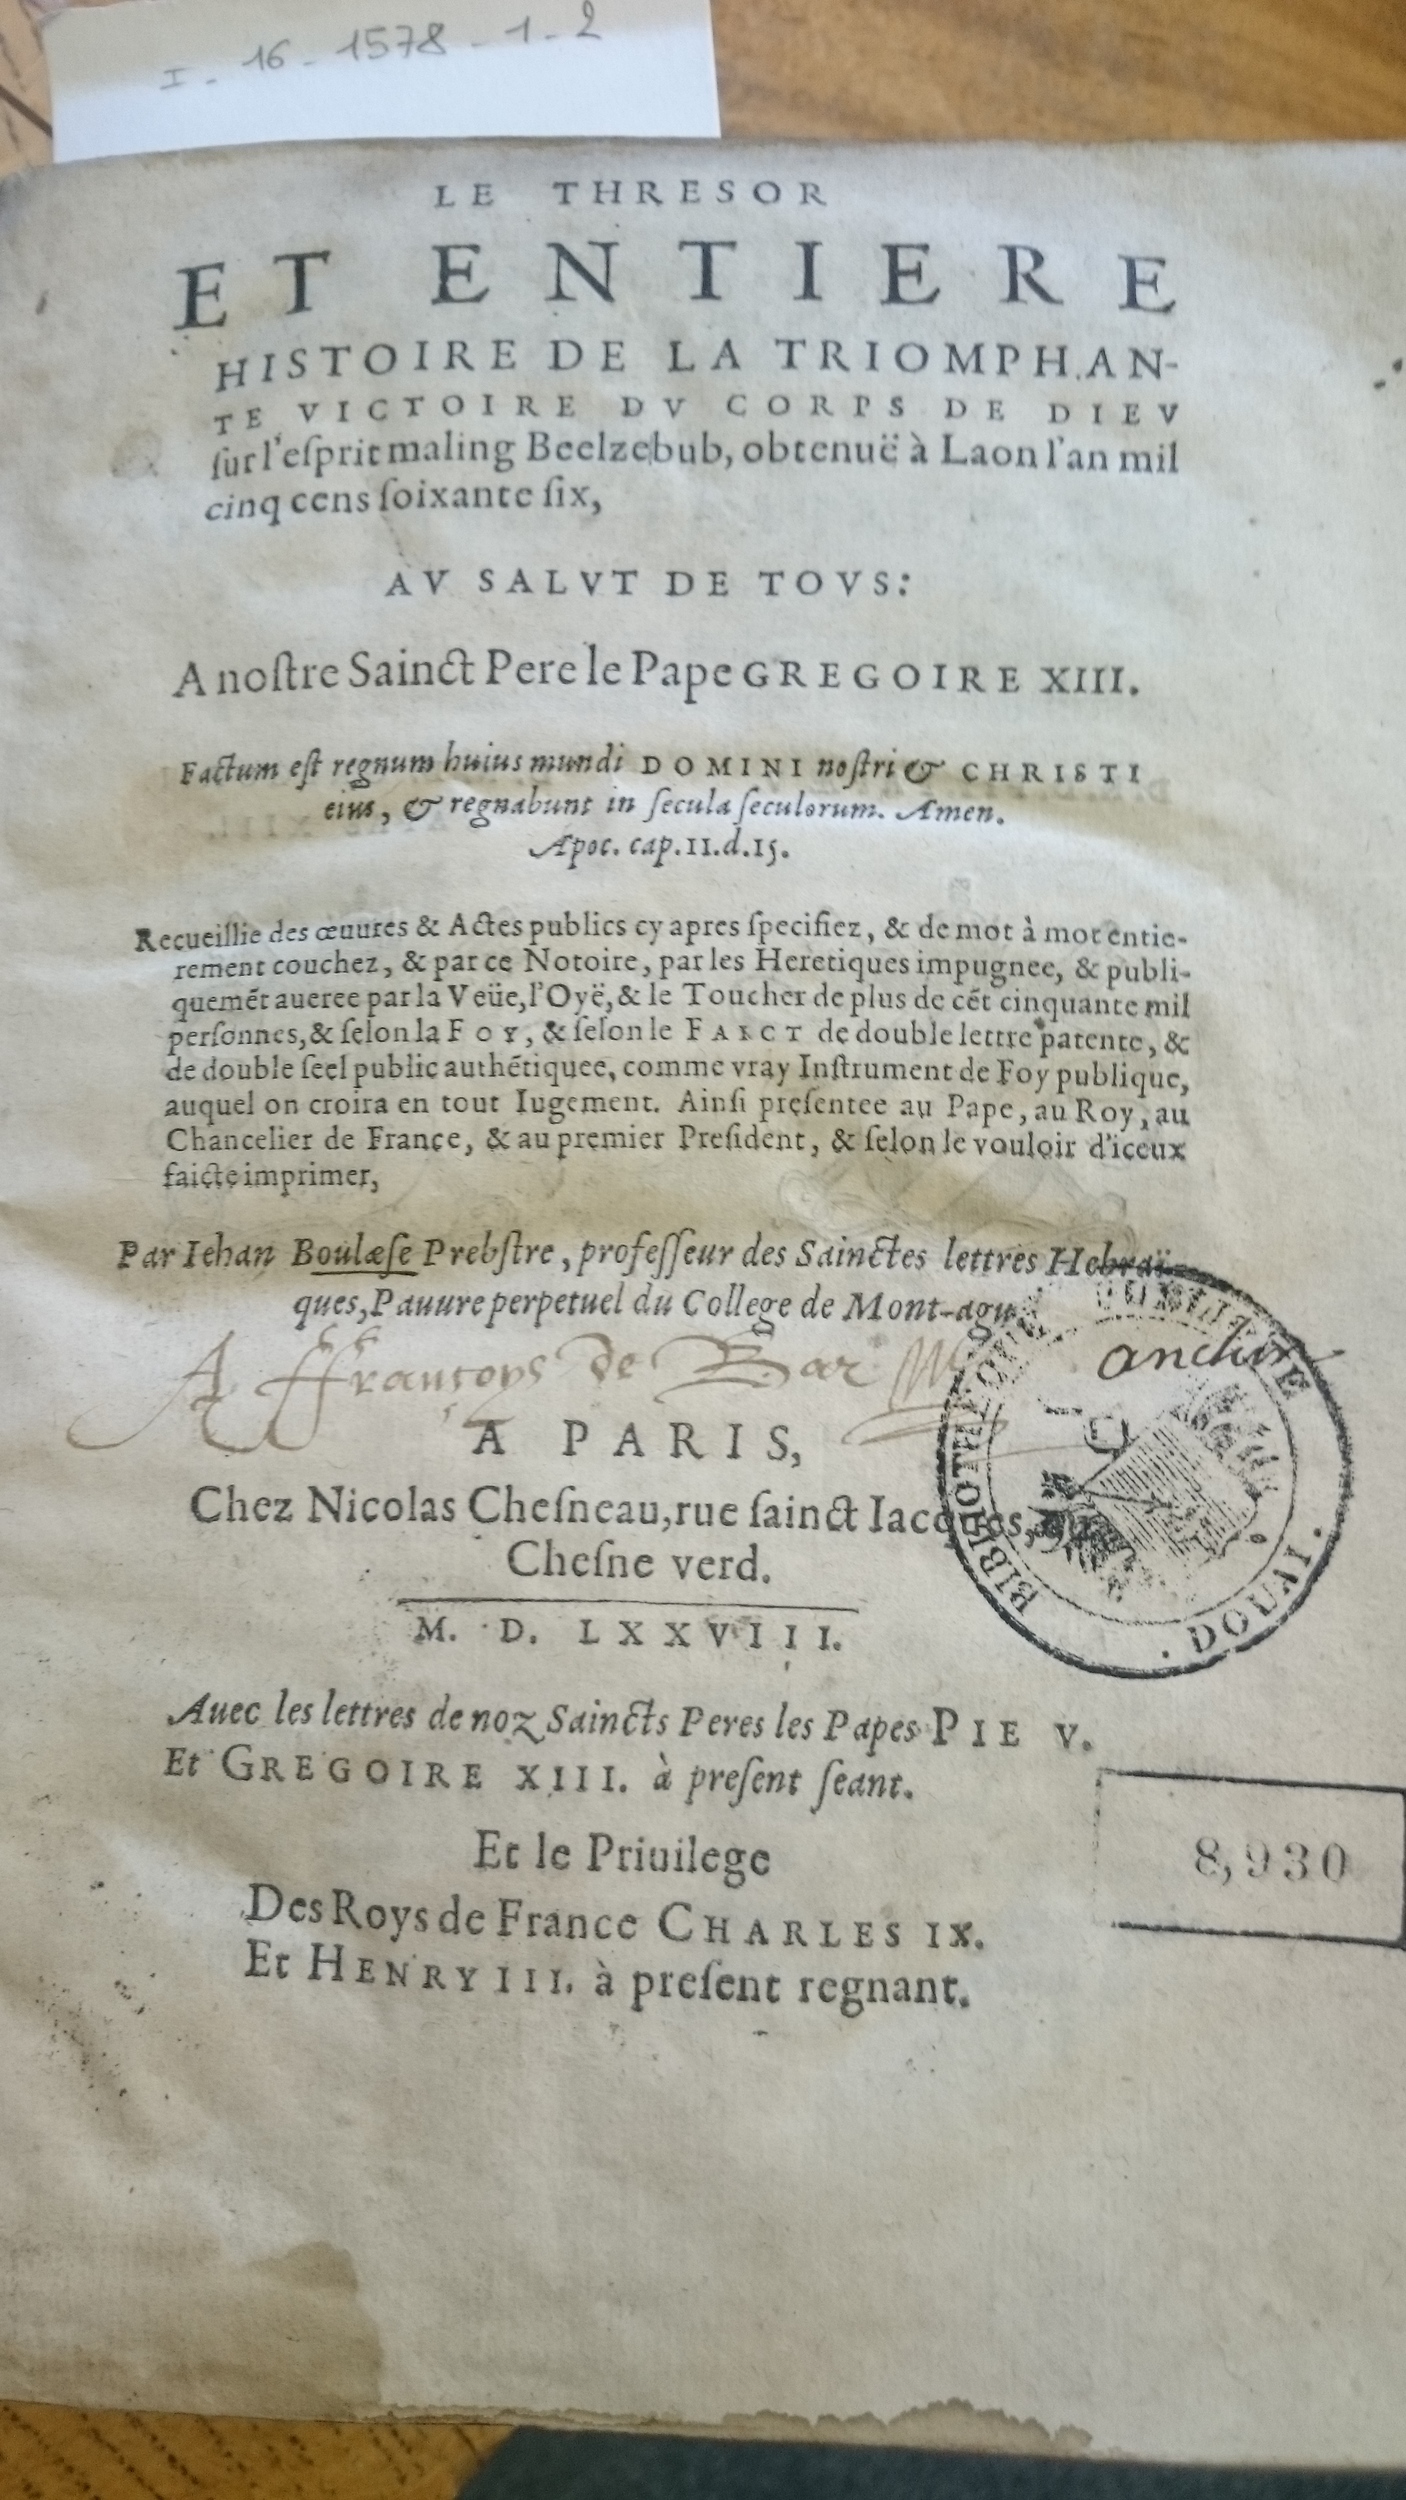 I - 16 - 1578 - 1 - 2
LE THRESOR
ET ENTIERE
HISTOIRE DE LA TRIOMPHAN-
TE VICTOIRE DV CORPS DE DIEV
ſur l'eſprit maling Beelzebub, obtenuë à Laon l'an mil
cinq cens ſoixante ſix,
AV SALVT DE TOVS:
A noſtre Sainct Pere le Pape GREGOIRE XIII.
Factum eſt regnum huius mundi DOMINI noſtri & CHRISTI
eius, & regnabunt in ſecula ſeculorum. Amen.
Apoc. cap.11.d.15.
Recueillie des œuures & Actes publics cy apres ſpecifiez, & de mot à mot entie-
rement couchez, & par ce Notoire, par les Heretiques impugnee, & publi-
quemēt aueree par la Veüe, l'Oyë, & le Toucher de plus de cēt cinquante mil
perſonnes, & ſelon la FOY, & ſelon le FAICT de double lettre patente, &
de double ſeel public authētiquee, comme vray Inſtrument de Foy publique,
auquel on croira en tout Iugement. Ainſi preſentee au Pape, au Roy, au
Chancelier de France, & au premier Preſident, & ſelon le vouloir d'iceux
faicte imprimer,
Par Iehan Boulæſe Prebſtre, profeſſeur des Sainctes lettres Hebraï-
ques, Pauure perpetuel du College de Mont-agu.
A ffrançoys de Bar
anchin
A PARIS,
Chez Nicolas Cheſneau, rue ſainct Iacques, au
Cheſne verd.
M. D. LXXVIII.
BIBLIOTHEQUE PUBLIQUE
. DOUAI .
Auec les lettres de noz Saincts Peres les Papes PIE V.
Et GREGOIRE XIII. à preſent ſeant.
8,930
Et le Priuilege
Des Roys de France CHARLES IX.
Et HENRY III. à preſent regnant.